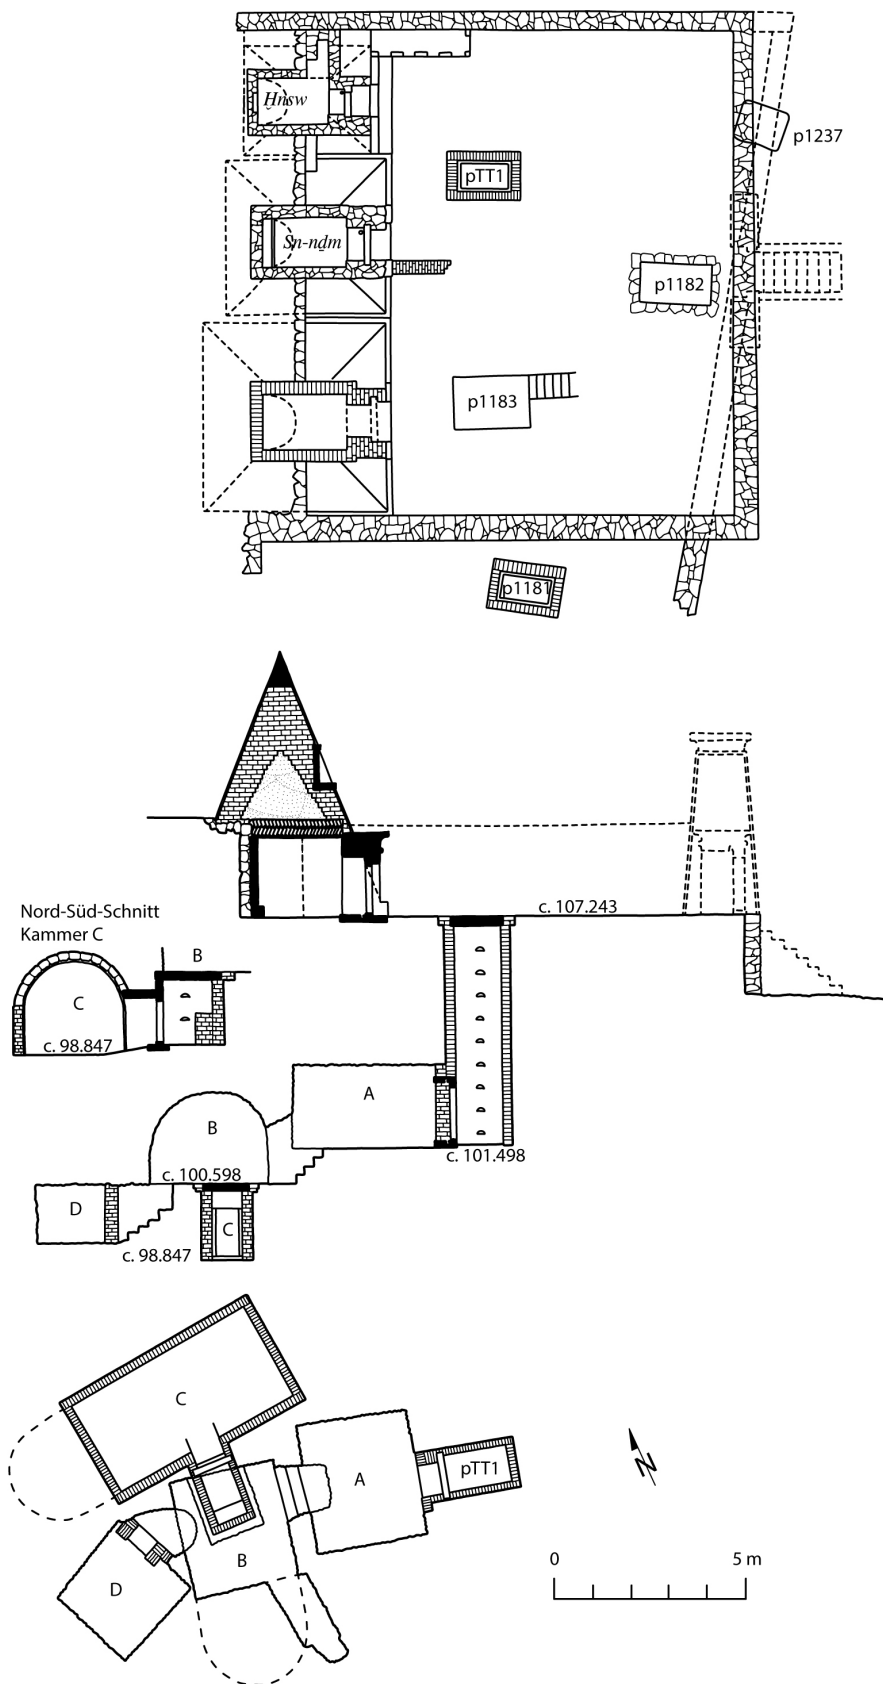 Ḫnsw
p1237
pTT1
Sn-nḏm
p1182
p1183
p1181
c. 107.243
Nord-Süd-Schnitt
Kammer C
B
C
c. 98.847
A
B
c. 101.498
c. 100.598
D
C
c. 98.847
C
A
pTT1
N
B
D
0 5 m